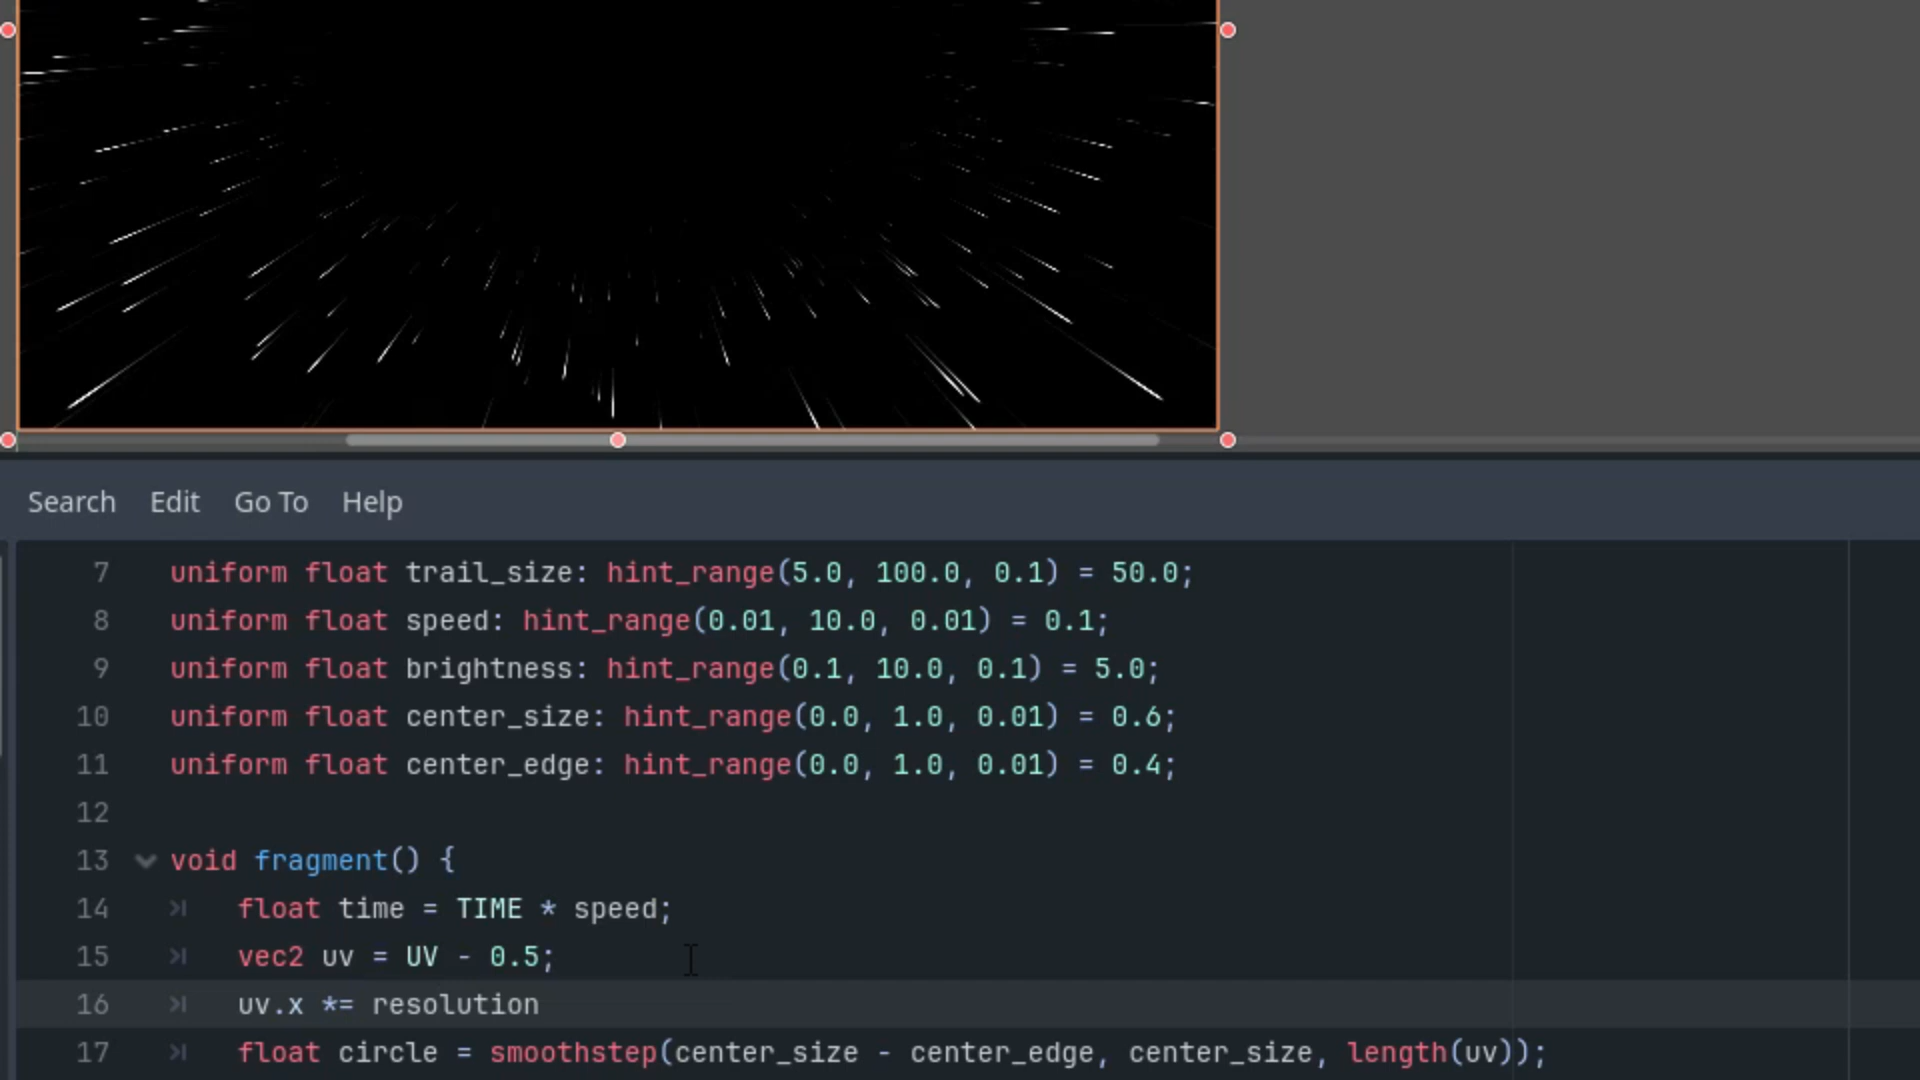 Search Edit Go To Help
7 uniform float trail_size: hint_range(5.0, 100.0, 0.1) = 50.0;
8 uniform float speed: hint_range(0.01, 10.0, 0.01) = 0.1;
9 uniform float brightness: hint_range(0.1, 10.0, 0.1) = 5.0;
10 uniform float center_size: hint_range(0.0, 1.0, 0.01) = 0.6;
11 uniform float center_edge: hint_range(0.0, 1.0, 0.01) = 0.4;
12
13 void fragment() {
14 float time = TIME * speed;
15 vec2 uv = UV - 0.5;
16 uv.x *= resolution
17 float circle = smoothstep(center_size - center_edge, center_size, length(uv));